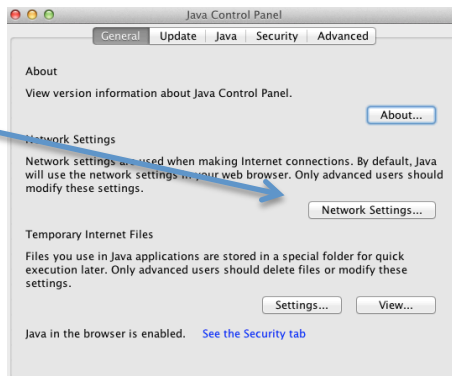 Java Control Panel
General Update Java Security Advanced
About
View version information about Java Control Panel.
About...
Network Settings
Network settings are used when making Internet connections. By default, Java
will use the network settings in your web browser. Only advanced users should
modify these settings.
Network Settings...
Temporary Internet Files
Files you use in Java applications are stored in a special folder for quick
execution later. Only advanced users should delete files or modify these
settings.
Settings... View...
Java in the browser is enabled. See the Security tab